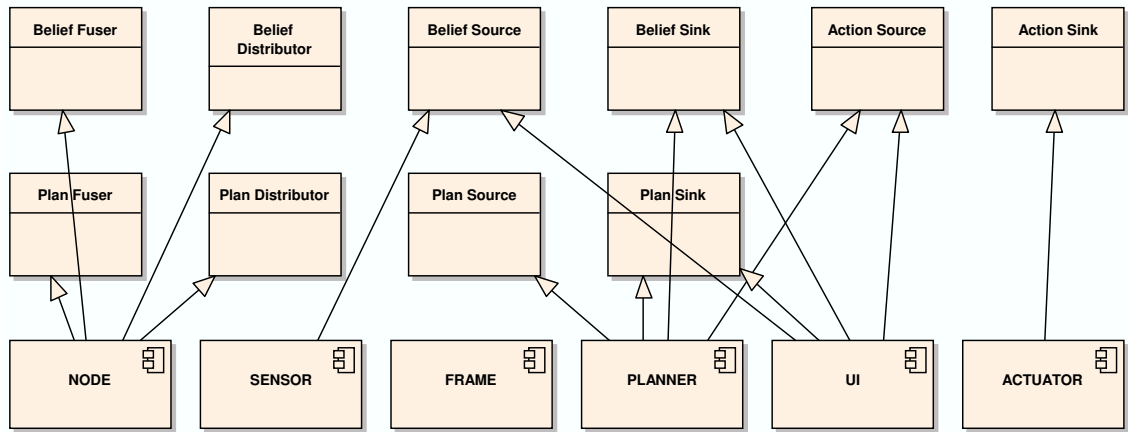 Belief Fuser
Belief
Distributor
Belief Source
Belief Sink
Action Source
Action Sink
Plan Fuser
Plan Distributor
Plan Source
Plan Sink
NODE
SENSOR
FRAME
PLANNER
UI
ACTUATOR